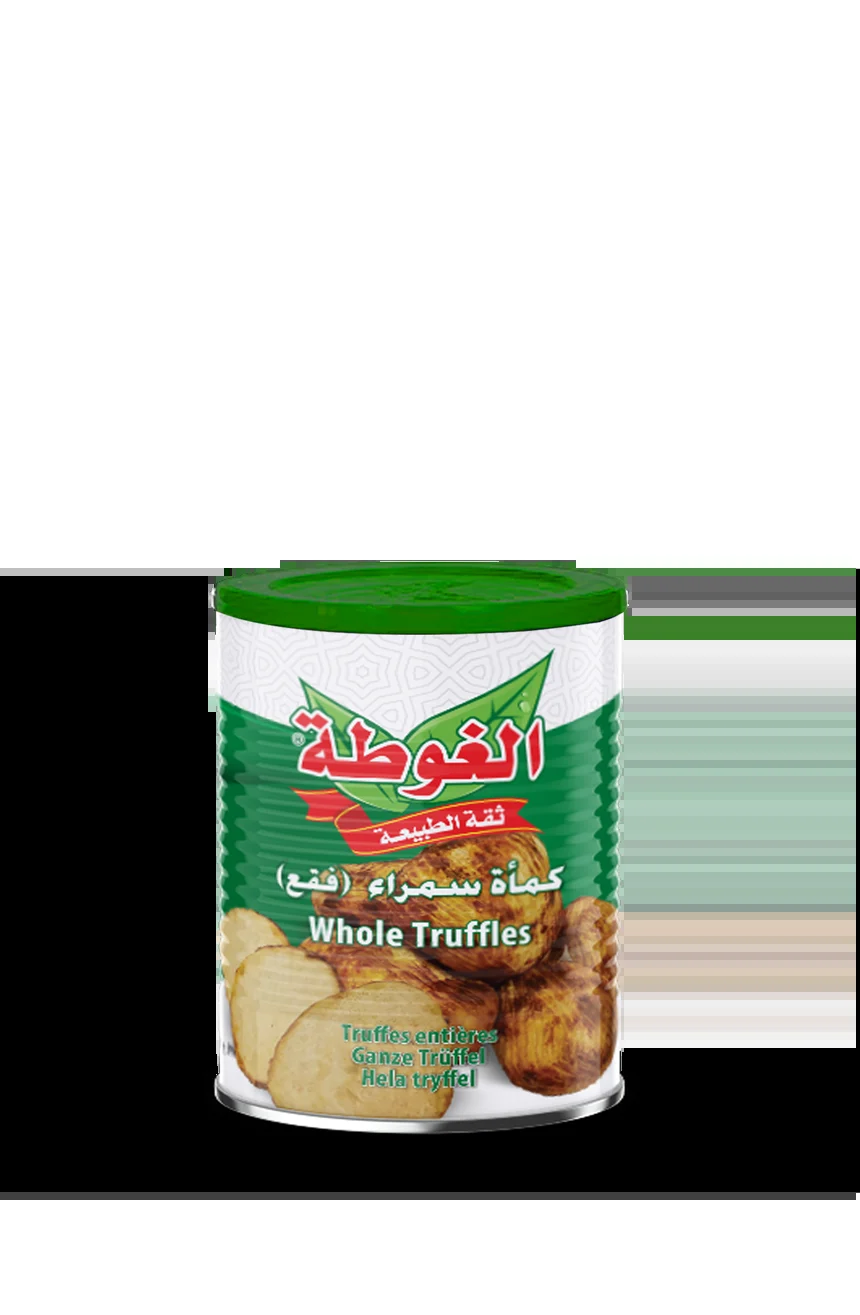 الغوطة
®
ثقة الطبيعة
كمأة سمراء (فقع)
Whole Truffles
Truffes entières
Ganze Trüffel
Hela tryffel